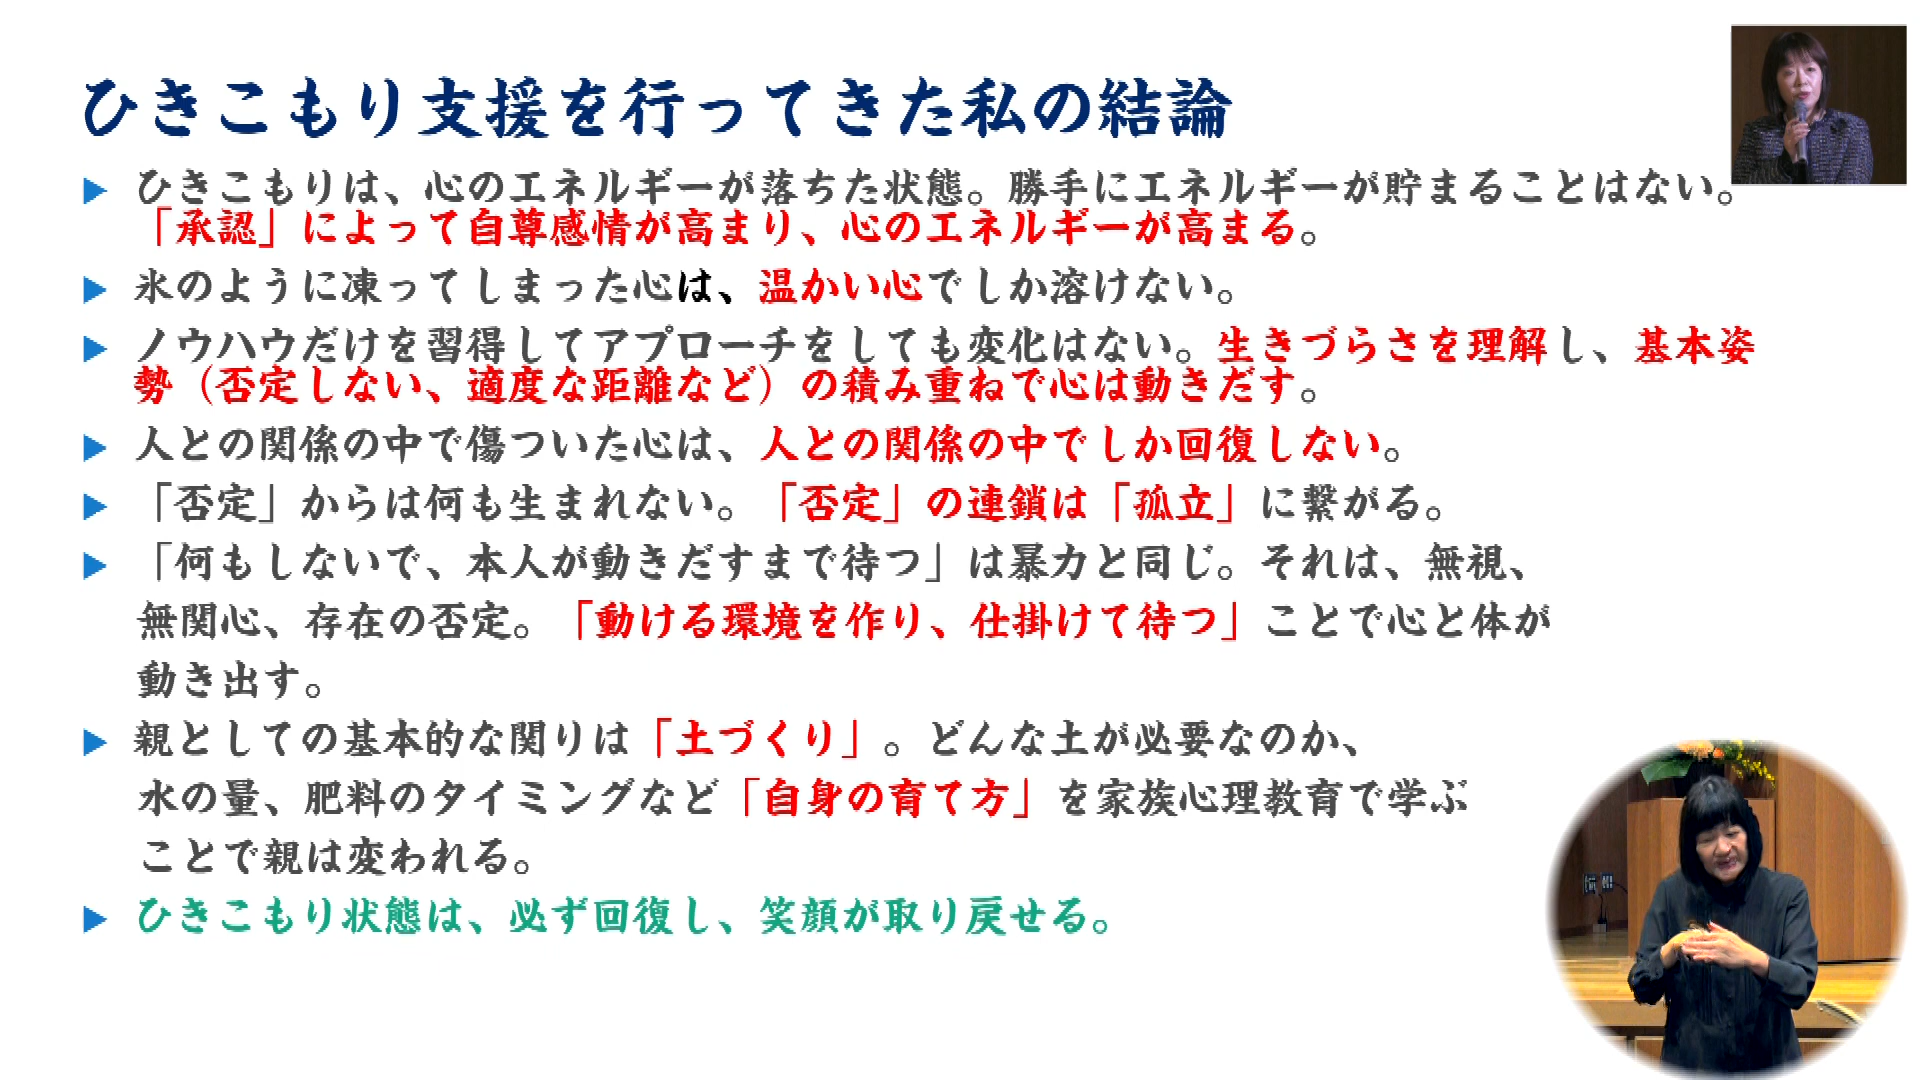 ひきこもり支援を行ってきた私の結論
ひきこもりは、心のエネルギーが落ちた状態。勝手にエネルギーが貯まることはない。
「承認」によって自尊感情が高まり、心のエネルギーが高まる。
氷のように凍ってしまった心は、温かい心でしか溶けない。
ノウハウだけを習得してアプローチをしても変化はない。生きづらさを理解し、基本姿
勢（否定しない、適度な距離など）の積み重ねで心は動きだす。
人との関係の中で傷ついた心は、人との関係の中でしか回復しない。
「否定」からは何も生まれない。「否定」の連鎖は「孤立」に繋がる。
「何もしないで、本人が動きだすまで待つ」は暴力と同じ。それは、無視、
無関心、存在の否定。「動ける環境を作り、仕掛けて待つ」ことで心と体が
動き出す。
親としての基本的な関りは「土づくり」。どんな土が必要なのか、
水の量、肥料のタイミングなど「自身の育て方」を家族心理教育で学ぶ
ことで親は変われる。
ひきこもり状態は、必ず回復し、笑顔が取り戻せる。